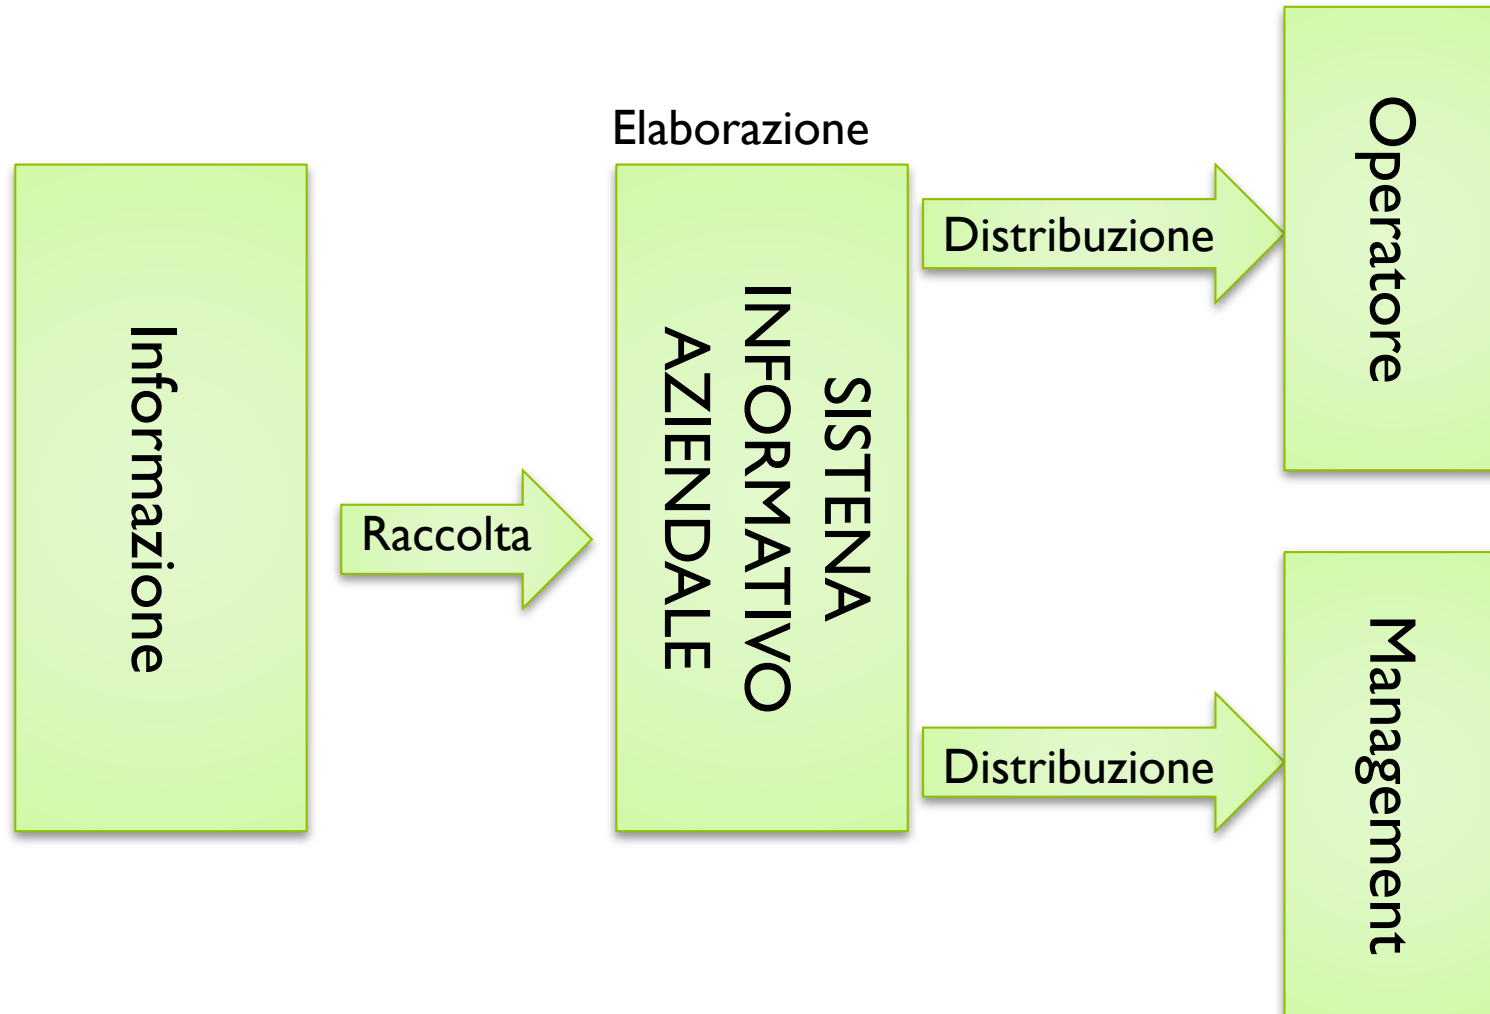 Informazione
Raccolta
Elaborazione
SISTENA
INFORMATIVO
AZIENDALE
Distribuzione
Operatore
Distribuzione
Management